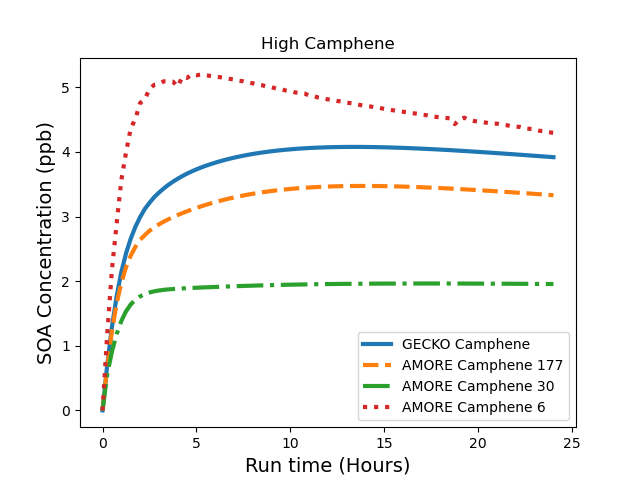 High Camphene
SOA Concentration (ppb)
5
4
3
2
1
0
GECKO Camphene
AMORE Camphene 177
AMORE Camphene 30
AMORE Camphene 6
0 5 10 15 20 25
Run time (Hours)